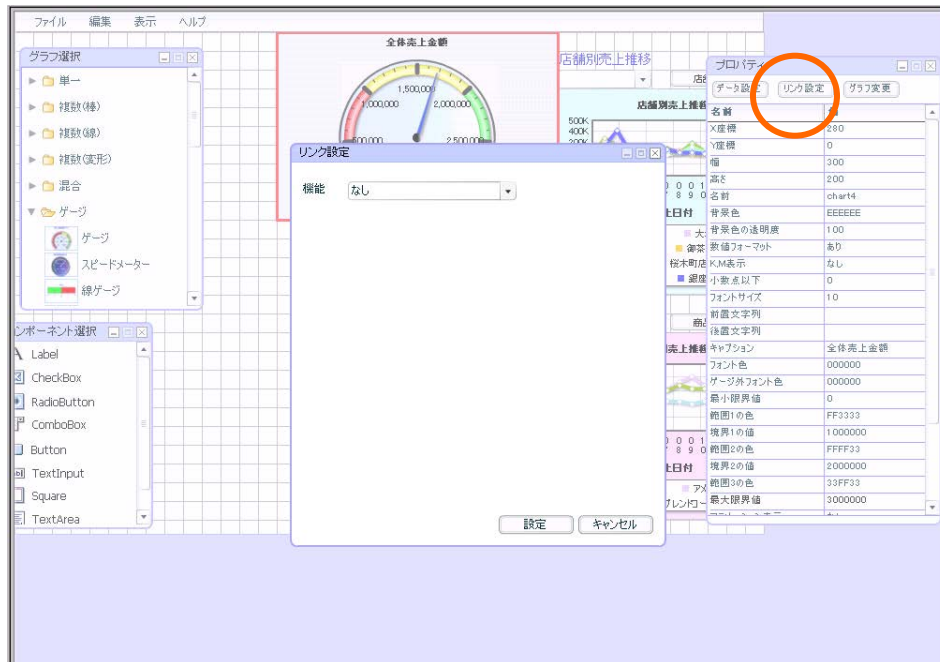 ファイル 編集 表示 ヘルプ
グラフ選択
単一
複数(棒)
複数(線)
複数(変形)
混合
ゲージ
ゲージ
スピードメーター
線ゲージ
ンポーネント選択
Label
CheckBox
RadioButton
ComboBox
Button
TextInput
Square
TextArea
全体売上金額
1,500,000
1,000,000 2,000,000
500,000 2,500,000
店舗別売上推移
店舗別売上推移
500K
400K
リンク設定
機能 なし
設定 キャンセル
プロパティ
データ設定 リンク設定 グラフ変更
名前
X座標 280
Y座標 0
幅 300
高さ 200
名前 chart4
背景色 EEEEEE
背景色の透明度 100
数値フォーマット あり
K,M表示 なし
小数点以下 0
フォントサイズ 10
前置文字列
後置文字列
キャプション 全体売上金額
フォント色 000000
ゲージ外フォント色 000000
最小限界値 0
範囲1の色 FF3333
境界1の値 1000000
範囲2の色 FFFF33
境界2の値 2000000
範囲3の色 33FF33
最大限界値 3000000